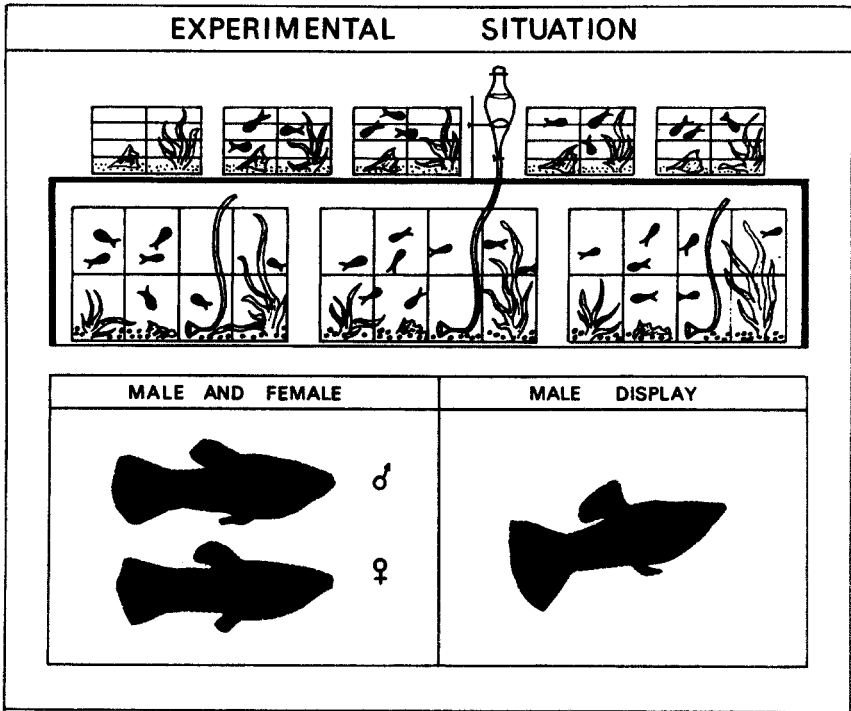 EXPERIMENTAL SITUATION
MALE AND FEMALE
MALE DISPLAY
♂
♀